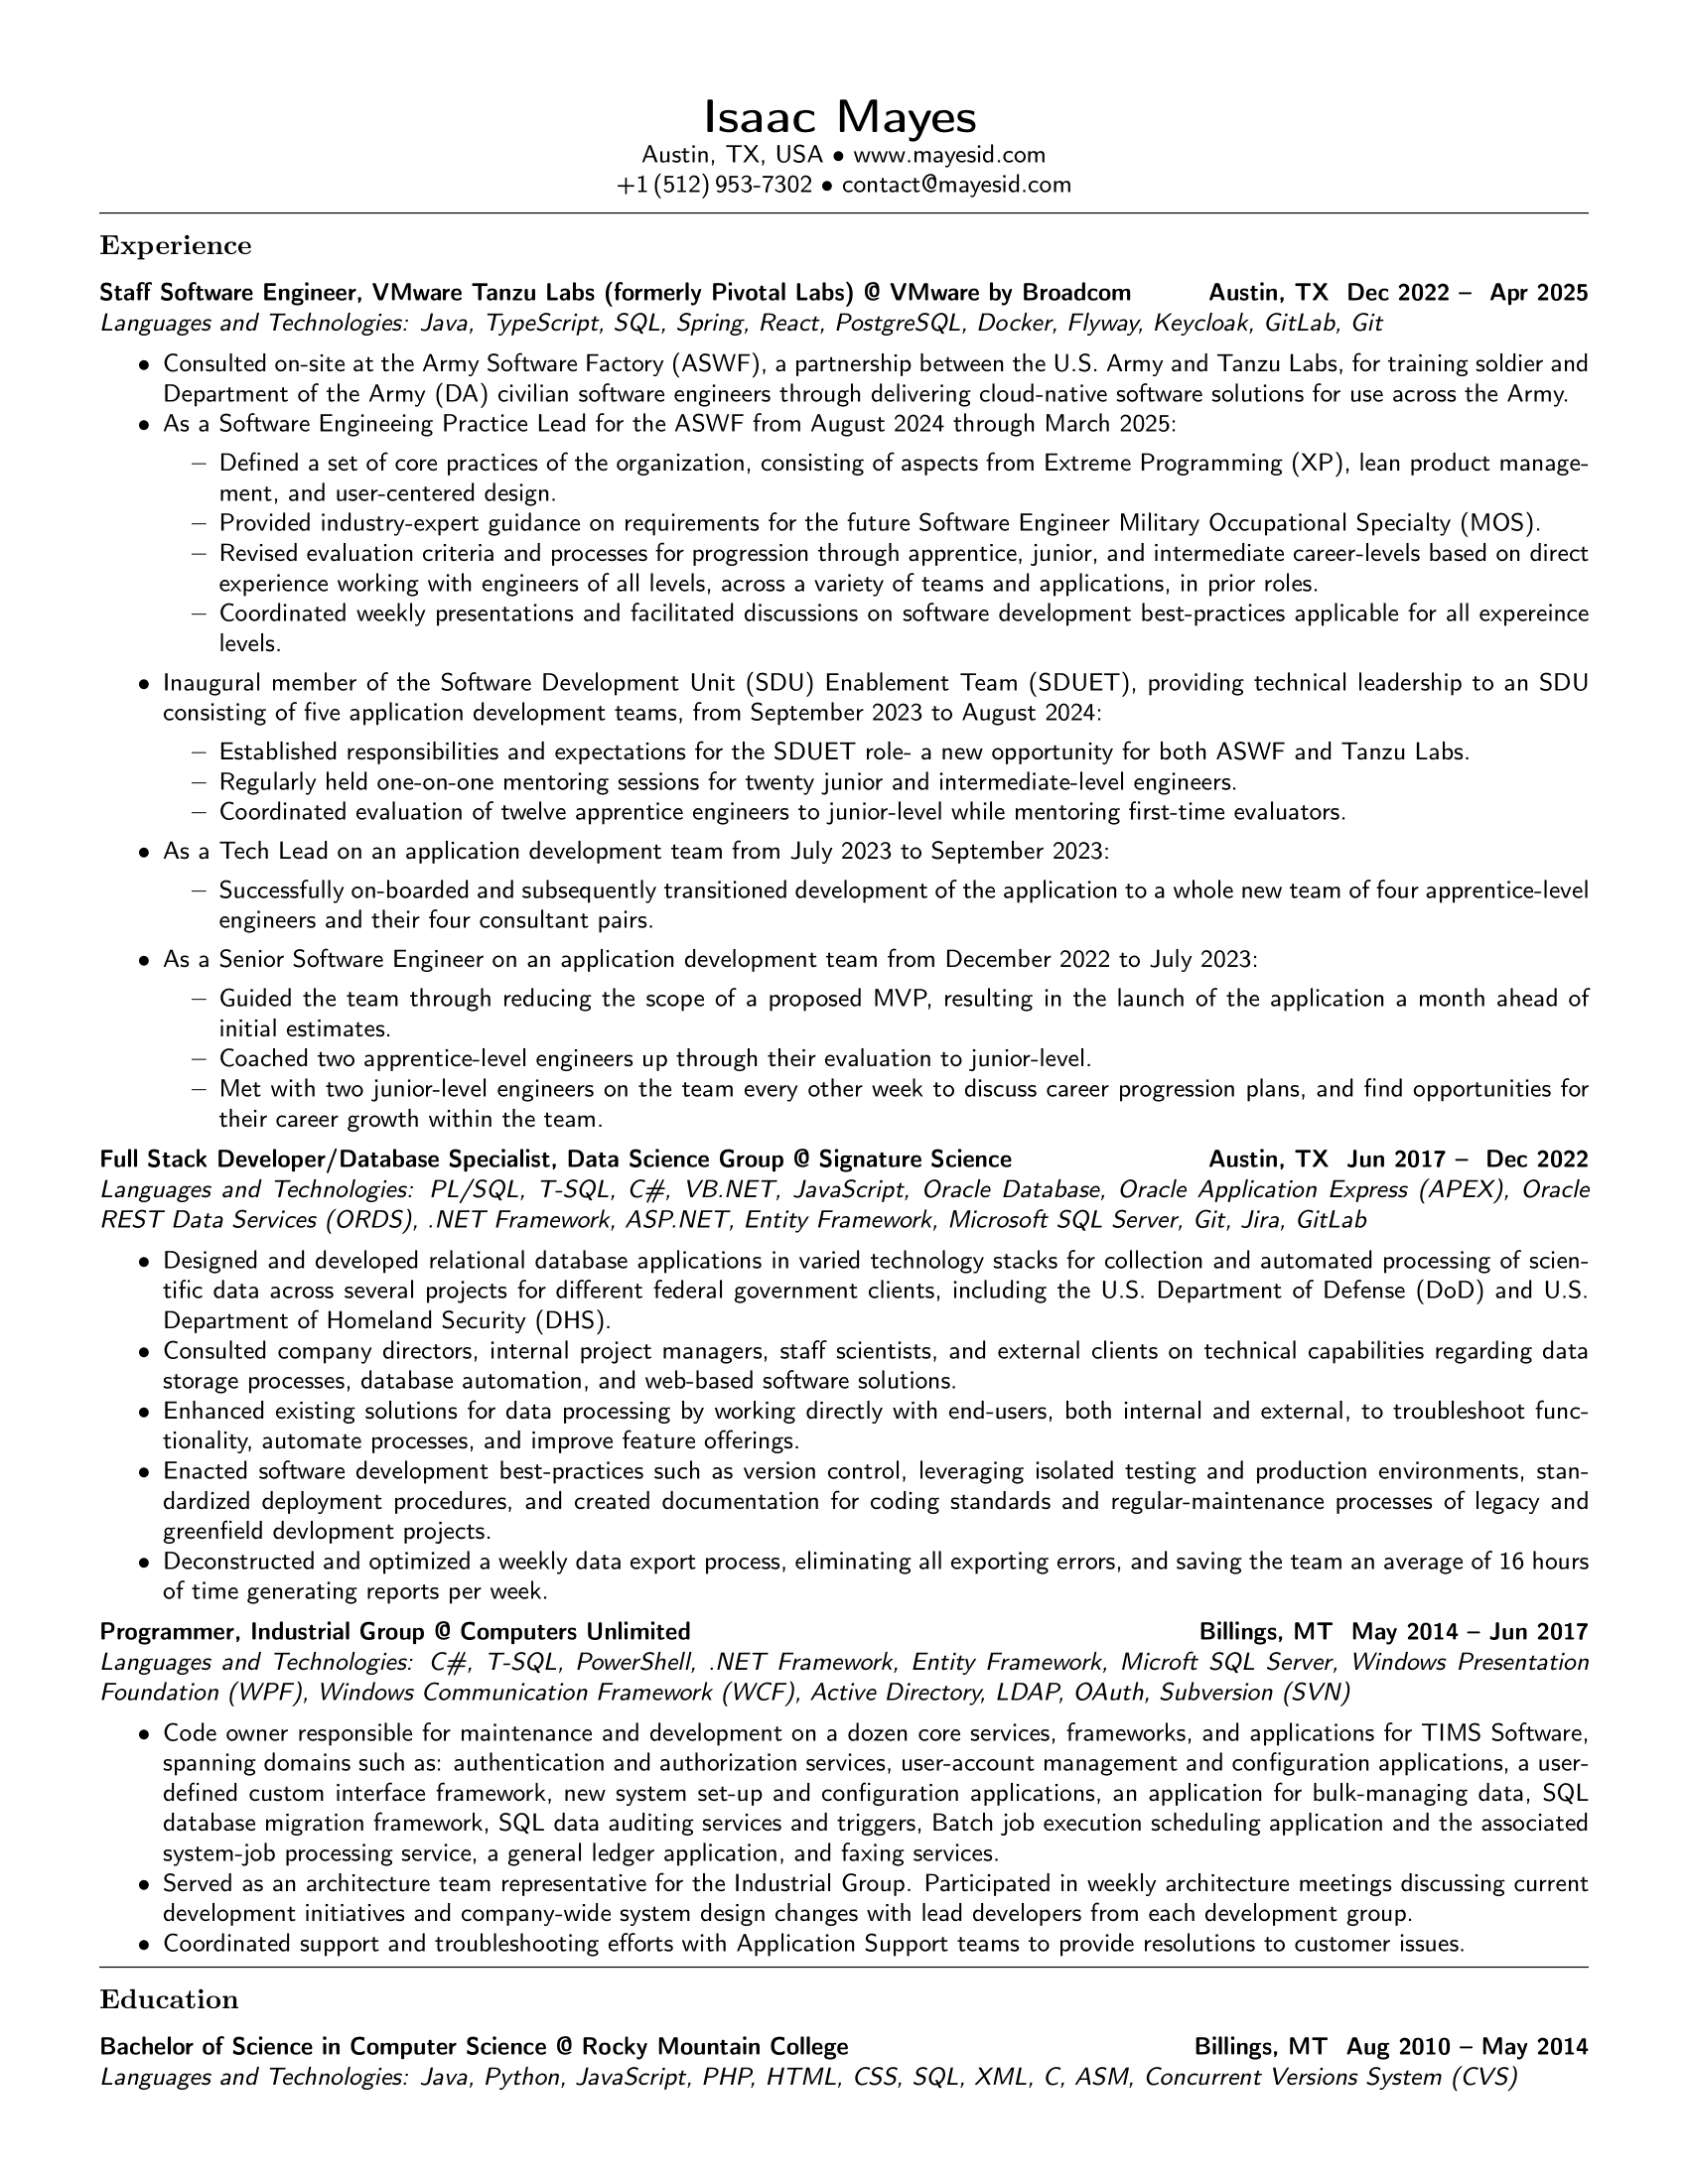 Isaac Mayes
Austin, TX, USA • www.mayesid.com
+1 (512) 953-7302 • contact@mayesid.com
Experience
Staff Software Engineer, VMware Tanzu Labs (formerly Pivotal Labs) @ VMware by Broadcom Austin, TX Dec 2022 – Apr 2025
Languages and Technologies: Java, TypeScript, SQL, Spring, React, PostgreSQL, Docker, Flyway, Keycloak, GitLab, Git
• Consulted on-site at the Army Software Factory (ASWF), a partnership between the U.S. Army and Tanzu Labs, for training soldier and
Department of the Army (DA) civilian software engineers through delivering cloud-native software solutions for use across the Army.
• As a Software Engineeing Practice Lead for the ASWF from August 2024 through March 2025:
– Defined a set of core practices of the organization, consisting of aspects from Extreme Programming (XP), lean product manage-
ment, and user-centered design.
– Provided industry-expert guidance on requirements for the future Software Engineer Military Occupational Specialty (MOS).
– Revised evaluation criteria and processes for progression through apprentice, junior, and intermediate career-levels based on direct
experience working with engineers of all levels, across a variety of teams and applications, in prior roles.
– Coordinated weekly presentations and facilitated discussions on software development best-practices applicable for all expereince
levels.
• Inaugural member of the Software Development Unit (SDU) Enablement Team (SDUET), providing technical leadership to an SDU
consisting of five application development teams, from September 2023 to August 2024:
– Established responsibilities and expectations for the SDUET role- a new opportunity for both ASWF and Tanzu Labs.
– Regularly held one-on-one mentoring sessions for twenty junior and intermediate-level engineers.
– Coordinated evaluation of twelve apprentice engineers to junior-level while mentoring first-time evaluators.
• As a Tech Lead on an application development team from July 2023 to September 2023:
– Successfully on-boarded and subsequently transitioned development of the application to a whole new team of four apprentice-level
engineers and their four consultant pairs.
• As a Senior Software Engineer on an application development team from December 2022 to July 2023:
– Guided the team through reducing the scope of a proposed MVP, resulting in the launch of the application a month ahead of
initial estimates.
– Coached two apprentice-level engineers up through their evaluation to junior-level.
– Met with two junior-level engineers on the team every other week to discuss career progression plans, and find opportunities for
their career growth within the team.
Full Stack Developer/Database Specialist, Data Science Group @ Signature Science Austin, TX Jun 2017 – Dec 2022
Languages and Technologies: PL/SQL, T-SQL, C#, VB.NET, JavaScript, Oracle Database, Oracle Application Express (APEX), Oracle
REST Data Services (ORDS), .NET Framework, ASP.NET, Entity Framework, Microsoft SQL Server, Git, Jira, GitLab
• Designed and developed relational database applications in varied technology stacks for collection and automated processing of scien-
tific data across several projects for different federal government clients, including the U.S. Department of Defense (DoD) and U.S.
Department of Homeland Security (DHS).
• Consulted company directors, internal project managers, staff scientists, and external clients on technical capabilities regarding data
storage processes, database automation, and web-based software solutions.
• Enhanced existing solutions for data processing by working directly with end-users, both internal and external, to troubleshoot func-
tionality, automate processes, and improve feature offerings.
• Enacted software development best-practices such as version control, leveraging isolated testing and production environments, stan-
dardized deployment procedures, and created documentation for coding standards and regular-maintenance processes of legacy and
greenfield devlopment projects.
• Deconstructed and optimized a weekly data export process, eliminating all exporting errors, and saving the team an average of 16 hours
of time generating reports per week.
Programmer, Industrial Group @ Computers Unlimited Billings, MT May 2014 – Jun 2017
Languages and Technologies: C#, T-SQL, PowerShell, .NET Framework, Entity Framework, Microft SQL Server, Windows Presentation
Foundation (WPF), Windows Communication Framework (WCF), Active Directory, LDAP, OAuth, Subversion (SVN)
• Code owner responsible for maintenance and development on a dozen core services, frameworks, and applications for TIMS Software,
spanning domains such as: authentication and authorization services, user-account management and configuration applications, a user-
defined custom interface framework, new system set-up and configuration applications, an application for bulk-managing data, SQL
database migration framework, SQL data auditing services and triggers, Batch job execution scheduling application and the associated
system-job processing service, a general ledger application, and faxing services.
• Served as an architecture team representative for the Industrial Group. Participated in weekly architecture meetings discussing current
development initiatives and company-wide system design changes with lead developers from each development group.
• Coordinated support and troubleshooting efforts with Application Support teams to provide resolutions to customer issues.
Education
Bachelor of Science in Computer Science @ Rocky Mountain College Billings, MT Aug 2010 – May 2014
Languages and Technologies: Java, Python, JavaScript, PHP, HTML, CSS, SQL, XML, C, ASM, Concurrent Versions System (CVS)